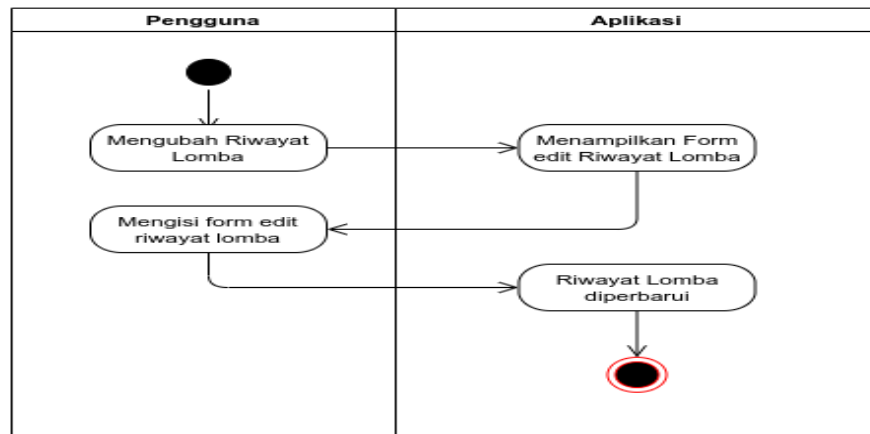 Pengguna
Aplikasi
Mengubah Riwayat
Lomba
Menampilkan Form
edit Riwayat Lomba
Mengisi form edit
riwayat lomba
Riwayat Lomba
diperbarui